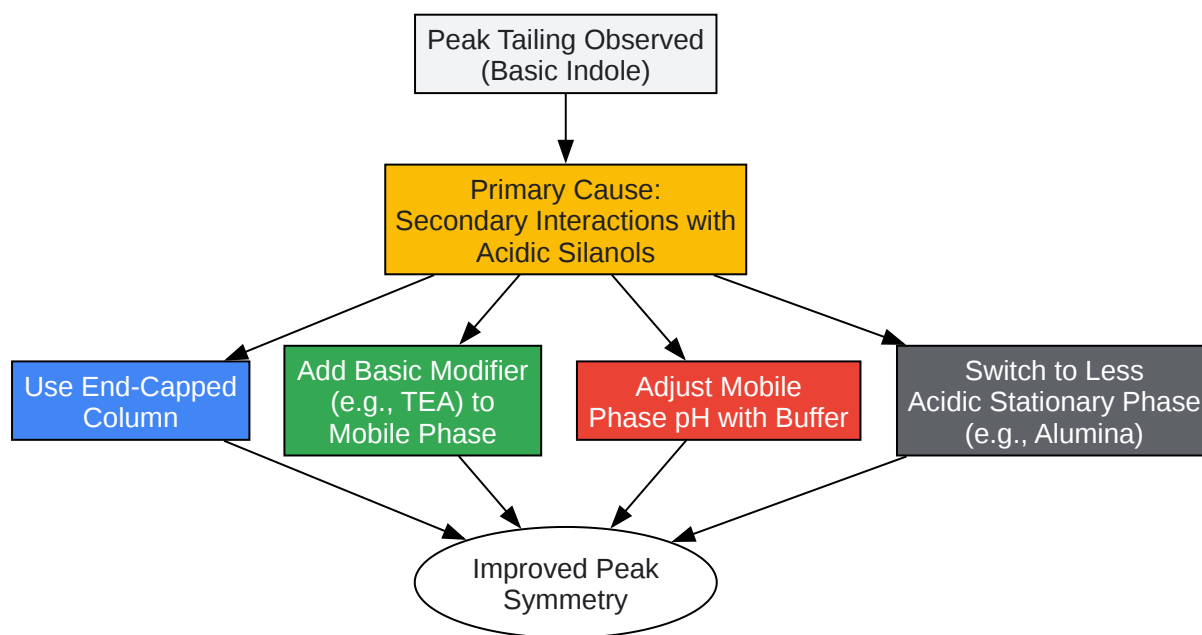 Peak Tailing Observed
(Basic Indole)
Primary Cause:
Secondary Interactions with
Acidic Silanols
Use End-Capped
Column
Add Basic Modifier
(e.g., TEA) to
Mobile Phase
Adjust Mobile
Phase pH with Buffer
Switch to Less
Acidic Stationary Phase
(e.g., Alumina)
Improved Peak
Symmetry